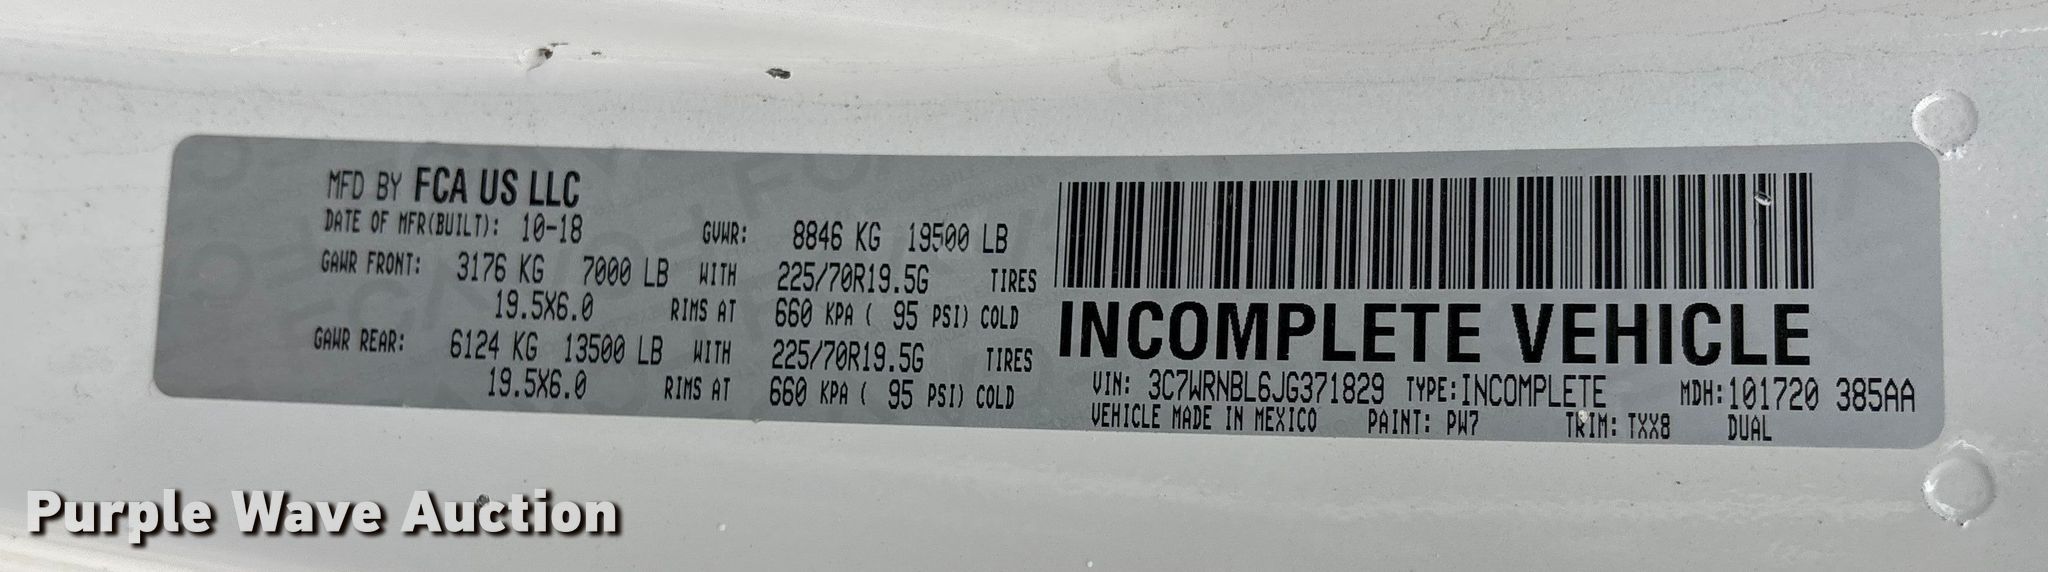 MFD BY FCA US LLC
DATE OF MFR(BUILT): 10-18 GVWR: 8846 KG 19500 LB
GAWR FRONT: 3176 KG 7000 LB WITH 225/70R19.5G TIRES
19.5X6.0 RIMS AT 660 KPA ( 95 PSI) COLD
GAWR REAR: 6124 KG 13500 LB WITH 225/70R19.5G TIRES
19.5X6.0 RIMS AT 660 KPA ( 95 PSI) COLD
INCOMPLETE VEHICLE
VIN: 3C7WRNBL6JG371829 TYPE:INCOMPLETE MDH:101720 385AA
VEHICLE MADE IN MEXICO PAINT: PW7 TRIM: TXX8 DUAL
Purple Wave Auction